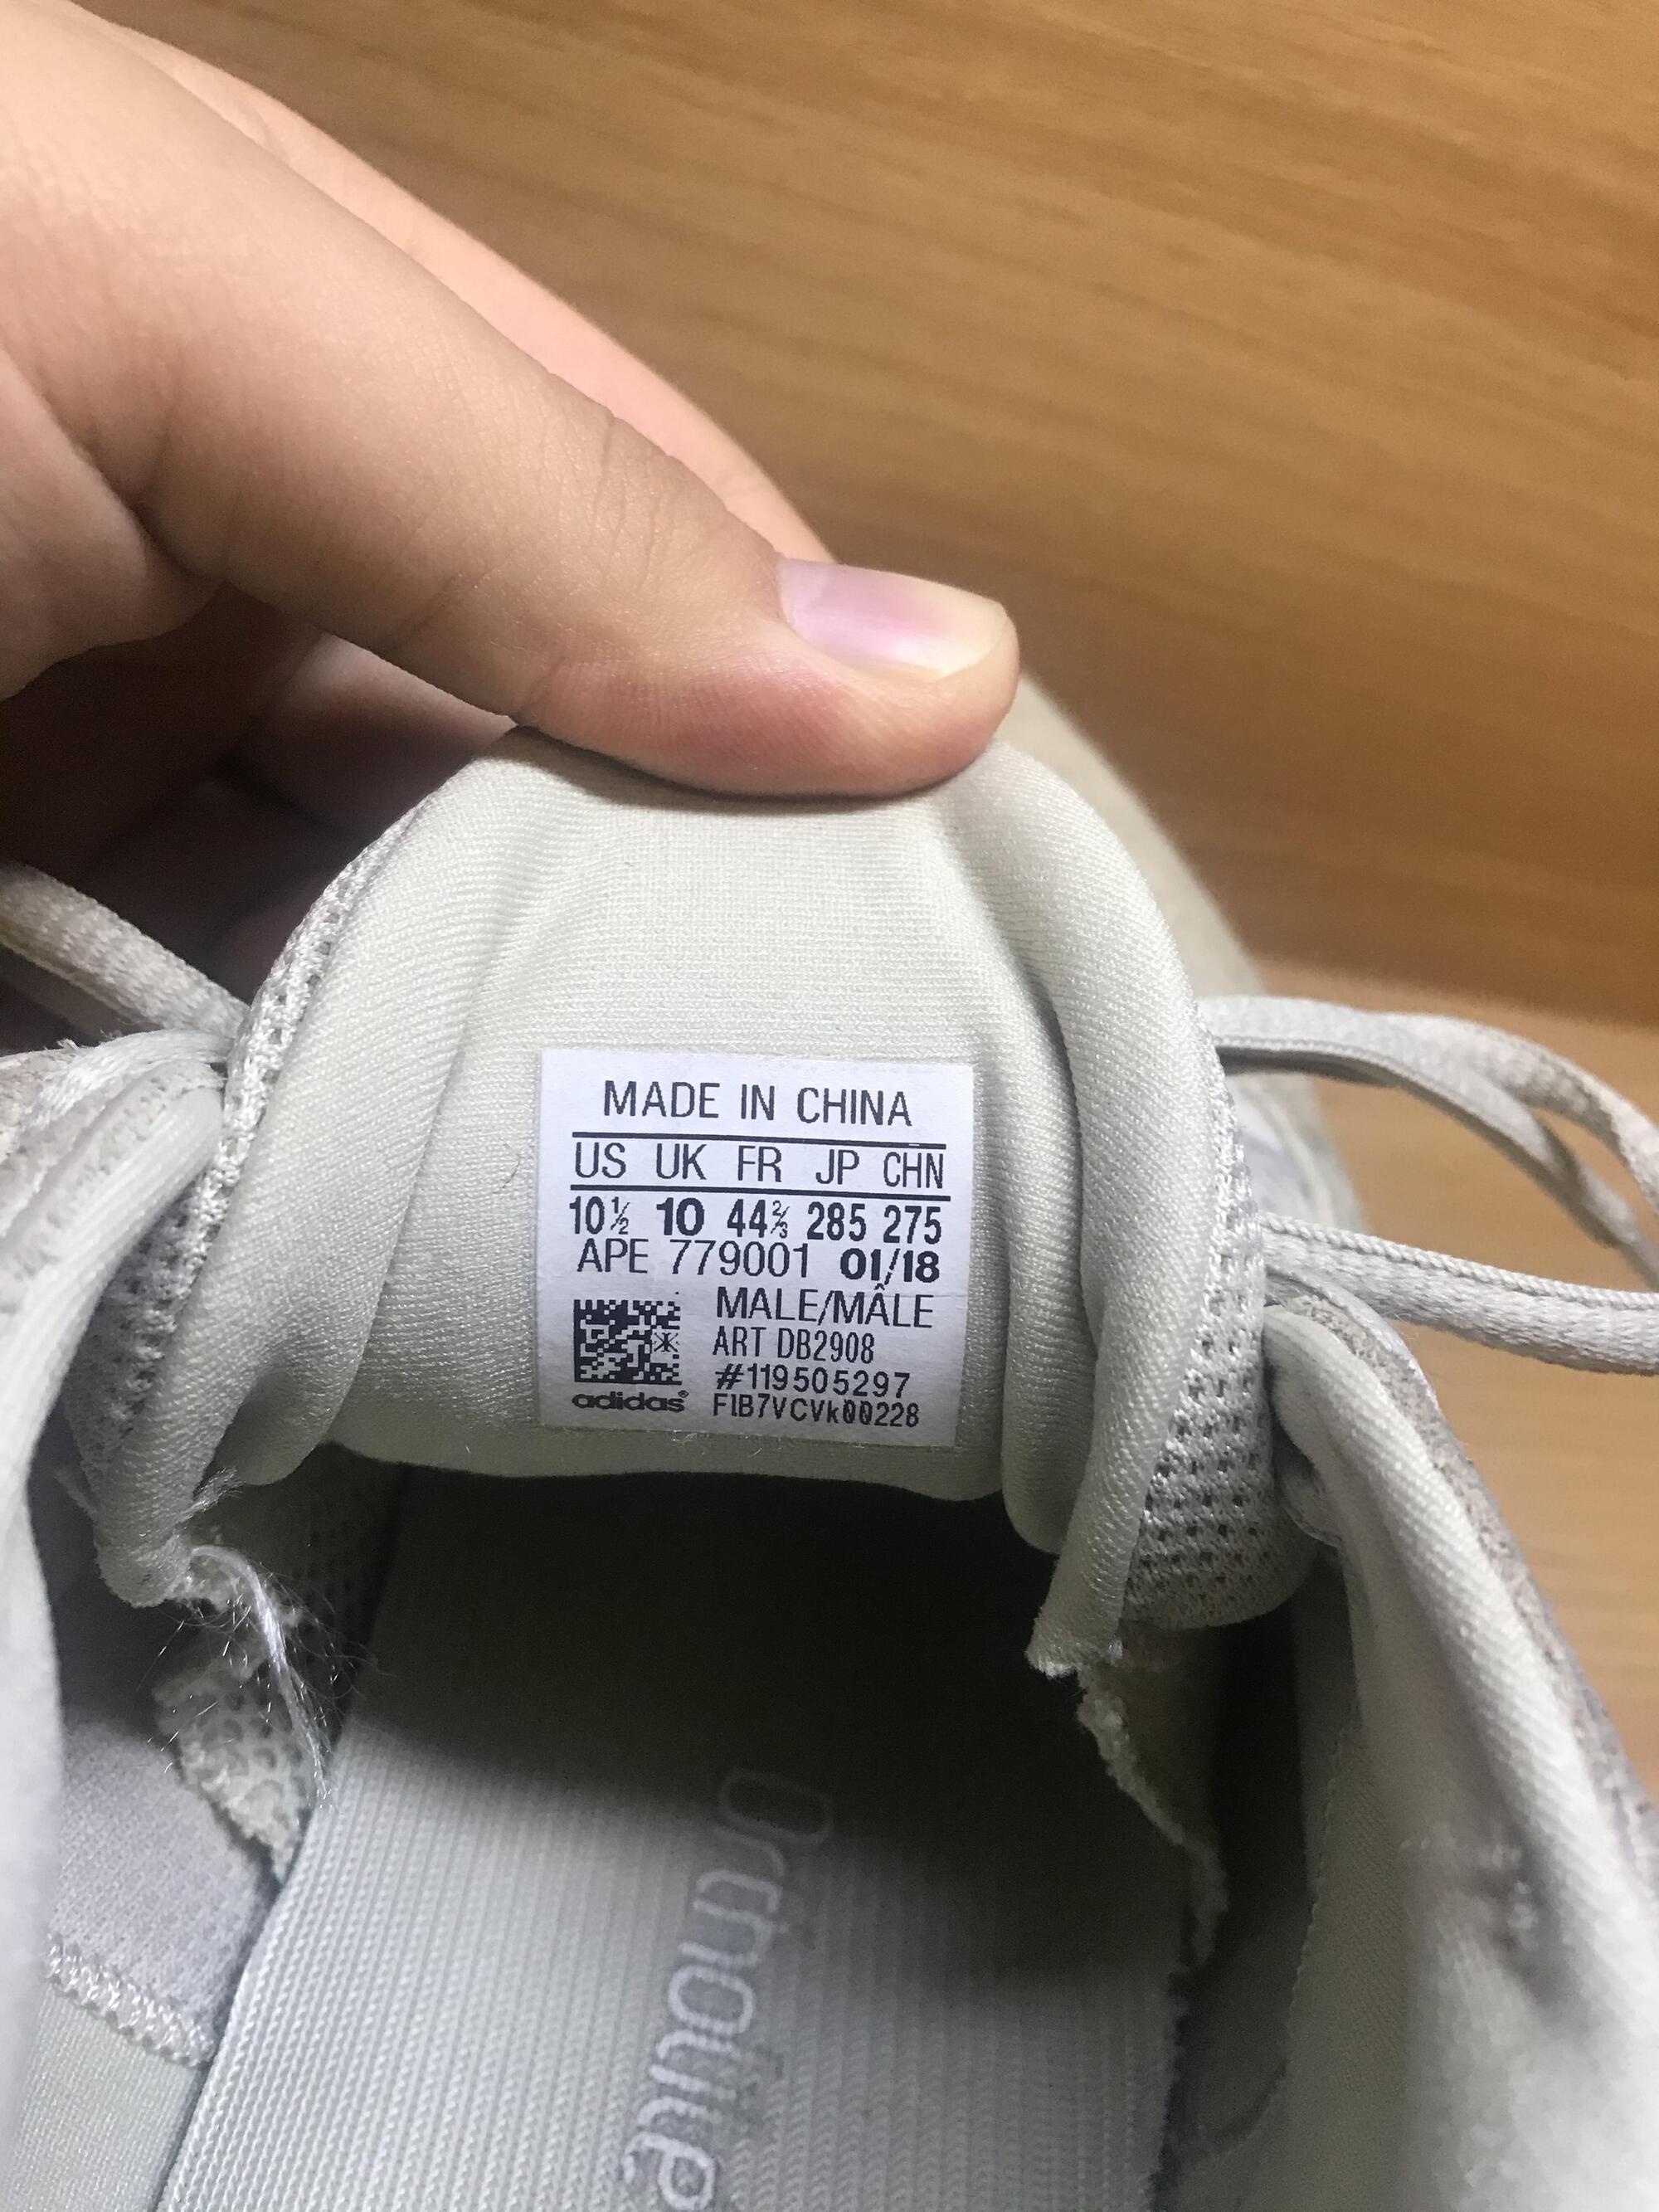 MADE IN CHINA
US UK FR JP CHN
10½ 10 44⅔ 285 275
APE 779001 01/18
MALE/MÂLE
ART DB2908
#119505297
adidas® F1B7VCVk00228